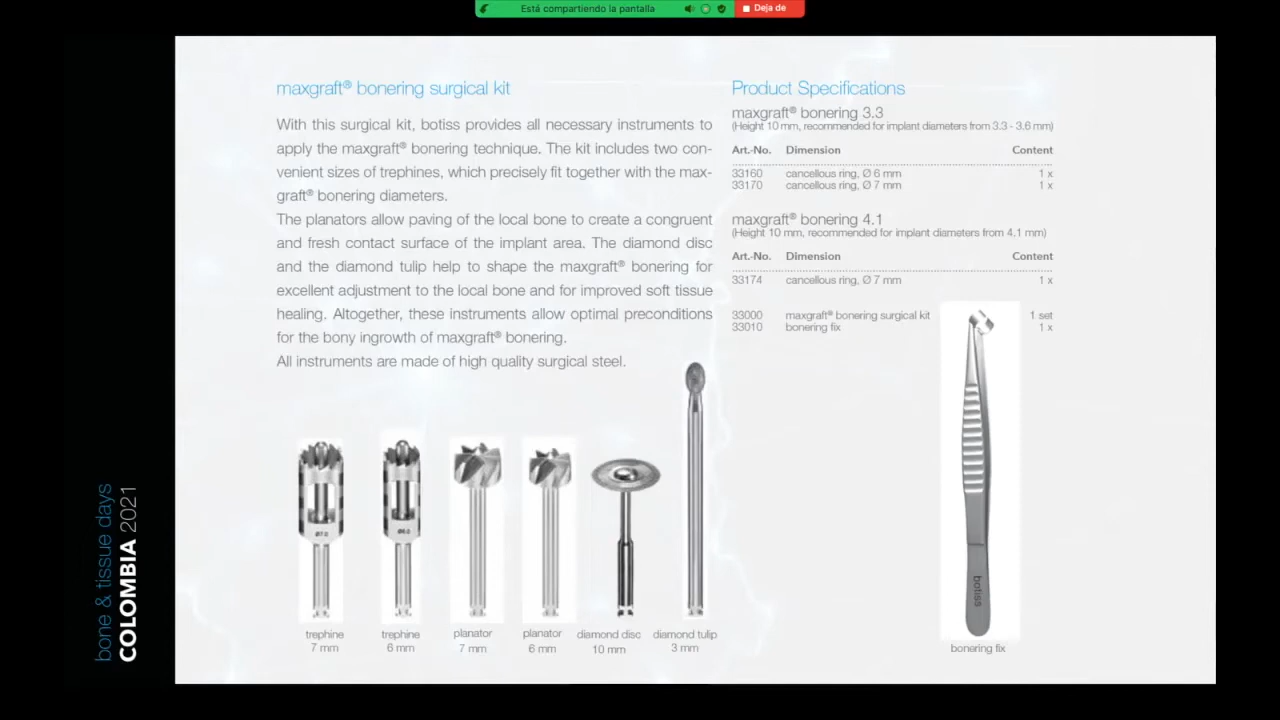 Está compartiendo la pantalla
Deja de
maxgraft® bonering surgical kit
With this surgical kit, botiss provides all necessary instruments to
apply the maxgraft® bonering technique. The kit includes two con-
venient sizes of trephines, which precisely fit together with the max-
graft® bonering diameters.
The planators allow paving of the local bone to create a congruent
and fresh contact surface of the implant area. The diamond disc
and the diamond tulip help to shape the maxgraft® bonering for
excellent adjustment to the local bone and for improved soft tissue
healing. Altogether, these instruments allow optimal preconditions
for the bony ingrowth of maxgraft® bonering.
All instruments are made of high quality surgical steel.
Product Specifications
maxgraft® bonering 3.3
(Height 10 mm, recommended for implant diameters from 3.3 - 3.6 mm)
Art.-No. Dimension Content
33160 cancellous ring, Ø 6 mm 1 x
33170 cancellous ring, Ø 7 mm 1 x
maxgraft® bonering 4.1
(Height 10 mm, recommended for implant diameters from 4.1 mm)
Art.-No. Dimension Content
33174 cancellous ring, Ø 7 mm 1 x
33000 maxgraft® bonering surgical kit 1 set
33010 bonering fix 1 x
Ø7.0
Ø6.0
botiss
trephine
7 mm
trephine
6 mm
planator
7 mm
planator
6 mm
diamond disc
10 mm
diamond tulip
3 mm
bonering fix
bone & tissue days
COLOMBIA 2021